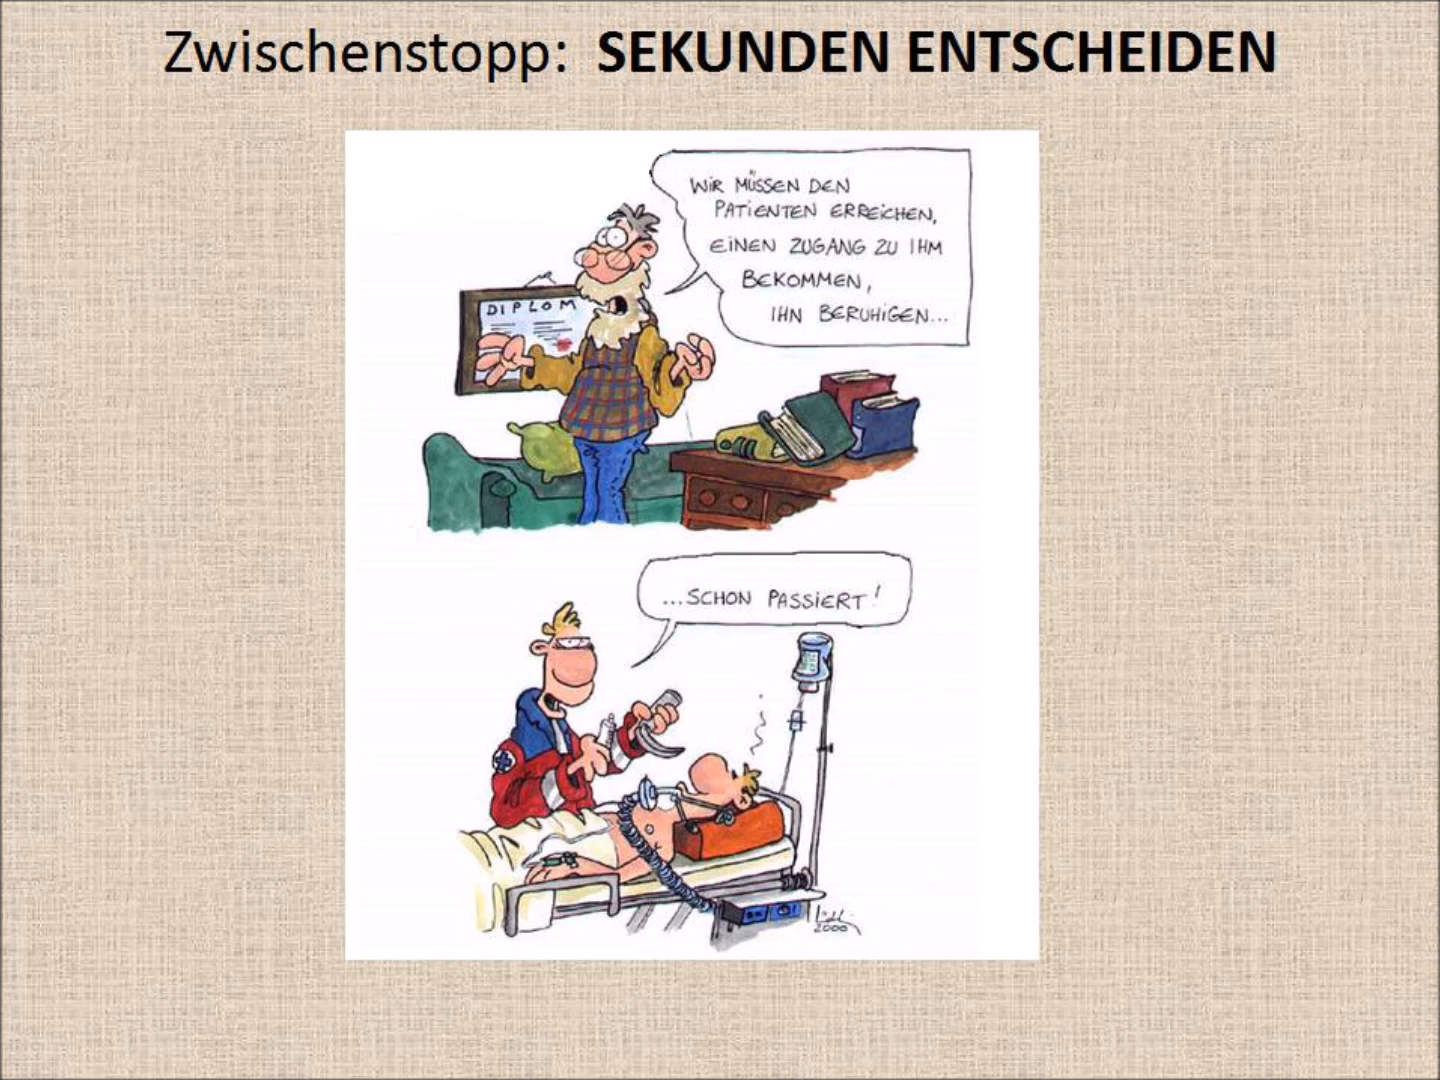 Zwischenstopp: SEKUNDEN ENTSCHEIDEN
WIR MÜSSEN DEN
PATIENTEN ERREICHEN,
EINEN ZUGANG ZU IHM
BEKOMMEN,
IHN BERUHIGEN...
DIPLOM
...SCHON PASSIERT!
2000